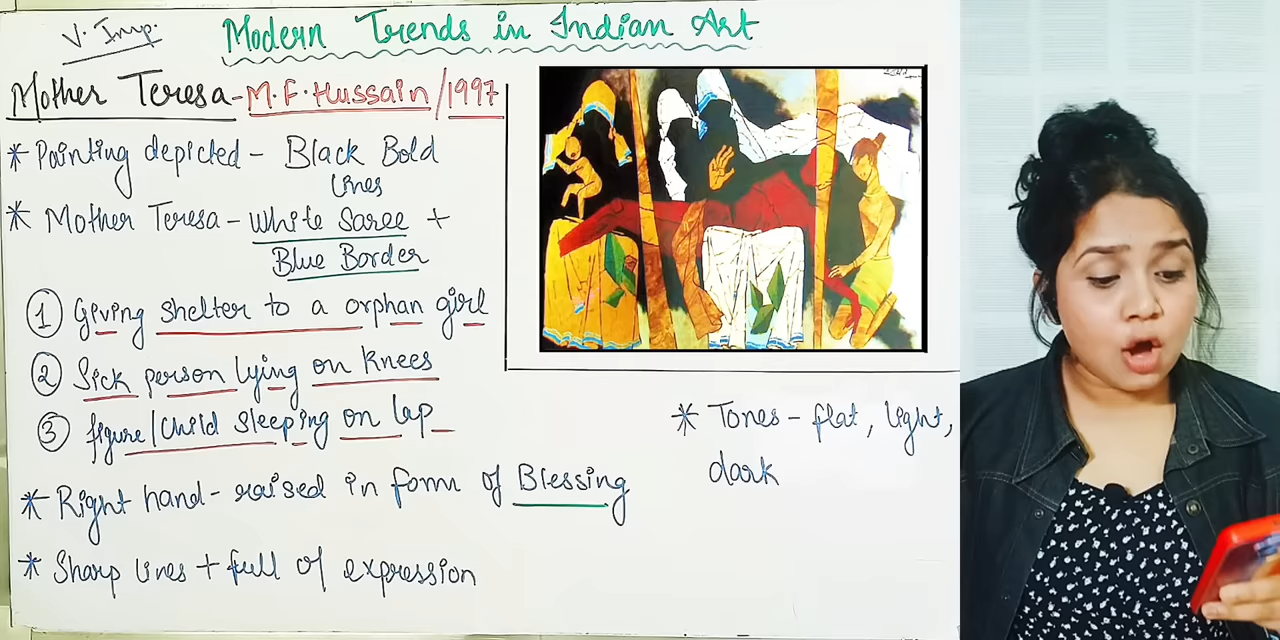 V. Imp.
Modern Trends in Indian Art
Mother Teresa - M.F. Hussain / 1997
* Painting depicted - Black Bold
lines
* Mother Teresa - White Saree +
Blue Border
① Giving shelter to a orphan girl
② Sick person lying on knees
③ figure/child sleeping on lap
* Right hand - raised in form of Blessing
* Sharp lines + full of expression
* Tones - flat, light,
dark